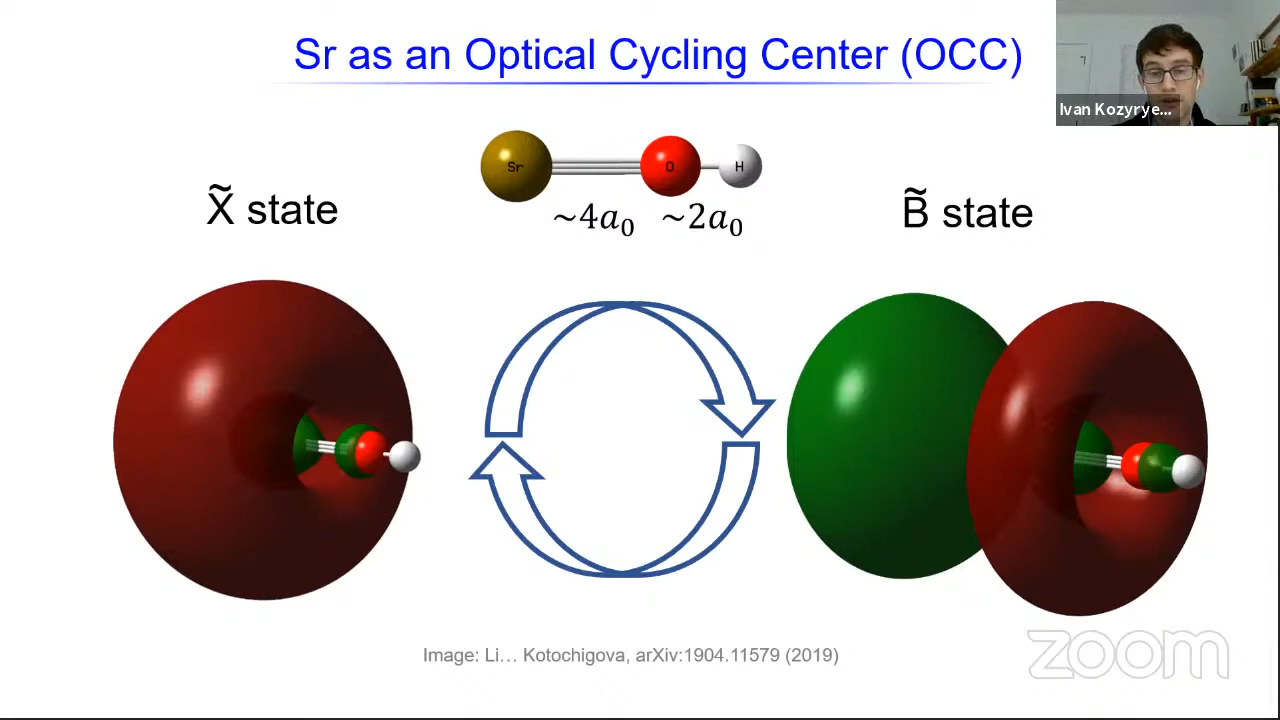 Sr as an Optical Cycling Center (OCC)
Ivan Kozyrye...
Sr O H
X̃ state
~4a₀ ~2a₀
B̃ state
Image: Li… Kotochigova, arXiv:1904.11579 (2019)
zoom